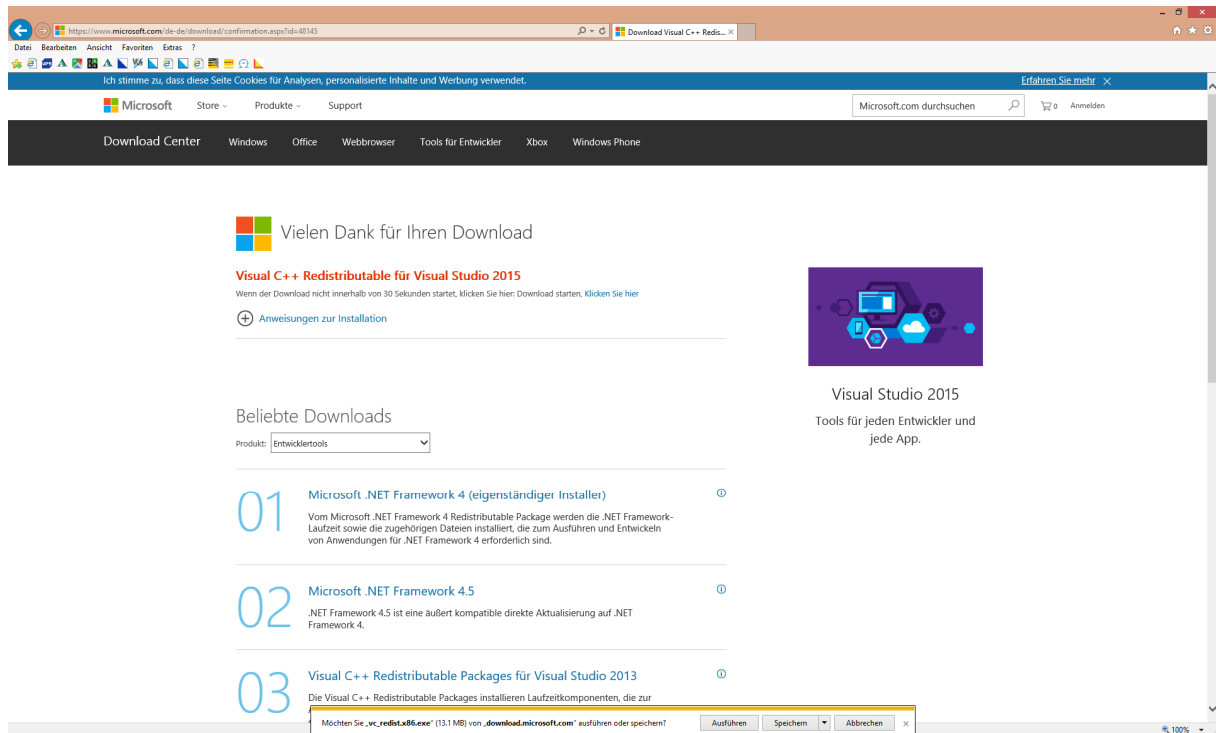 https://www.microsoft.com/de-de/download/confirmation.aspx?id=48145
Download Visual C++ Redis...
Datei Bearbeiten Ansicht Favoriten Extras ?
Ich stimme zu, dass diese Seite Cookies für Analysen, personalisierte Inhalte und Werbung verwendet.
Erfahren Sie mehr
Microsoft Store Produkte Support
Microsoft.com durchsuchen
0 Anmelden
Download Center Windows Office Webbrowser Tools für Entwickler Xbox Windows Phone
Vielen Dank für Ihren Download
Visual C++ Redistributable für Visual Studio 2015
Wenn der Download nicht innerhalb von 30 Sekunden startet, klicken Sie hier: Download starten, Klicken Sie hier
Anweisungen zur Installation
Visual Studio 2015
Tools für jeden Entwickler und
jede App.
Beliebte Downloads
Produkt: Entwicklertools
01
Microsoft .NET Framework 4 (eigenständiger Installer)
Vom Microsoft .NET Framework 4 Redistributable Package werden die .NET Framework-
Laufzeit sowie die zugehörigen Dateien installiert, die zum Ausführen und Entwickeln
von Anwendungen für .NET Framework 4 erforderlich sind.
02
Microsoft .NET Framework 4.5
.NET Framework 4.5 ist eine äußert kompatible direkte Aktualisierung auf .NET
Framework 4.
03
Visual C++ Redistributable Packages für Visual Studio 2013
Die Visual C++ Redistributable Packages installieren Laufzeitkomponenten, die zur
Möchten Sie „vc_redist.x86.exe" (13.1 MB) von „download.microsoft.com" ausführen oder speichern?
Ausführen Speichern Abbrechen
100%